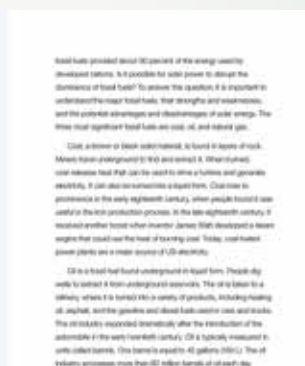 fossil fuels provided about 80 percent of the energy used by
developed nations. Is it possible for solar power to disrupt the
dominance of fossil fuels? To answer this question, it is important to
understand the major fossil fuels, their strengths and weaknesses,
and the potential advantages and disadvantages of solar energy. The
three most significant fossil fuels are coal, oil, and natural gas.
Coal, a brown or black solid material, is found in layers of rock.
Miners travel underground to find and extract it. When burned,
coal releases heat that can be used to drive a turbine and generate
electricity. It can also be turned into a liquid form. Coal rose to
prominence in the early eighteenth century, when people found it was
useful in the iron production process. In the late eighteenth century, it
received another boost when inventor James Watt developed a steam
engine that could use the heat of burning coal. Today, coal-fueled
power plants are a major source of US electricity.
Oil is a fossil fuel found underground in liquid form. People dig
wells to extract it from underground reservoirs. The oil is taken to a
refinery, where it is turned into a variety of products, including heating
oil, asphalt, and the gasoline and diesel fuels used in cars and trucks.
The oil industry expanded dramatically after the introduction of the
automobile in the early twentieth century. Oil is typically measured in
units called barrels. One barrel is equal to 42 gallons (159 L). The oil
industry processes more than million barrels of oil each day